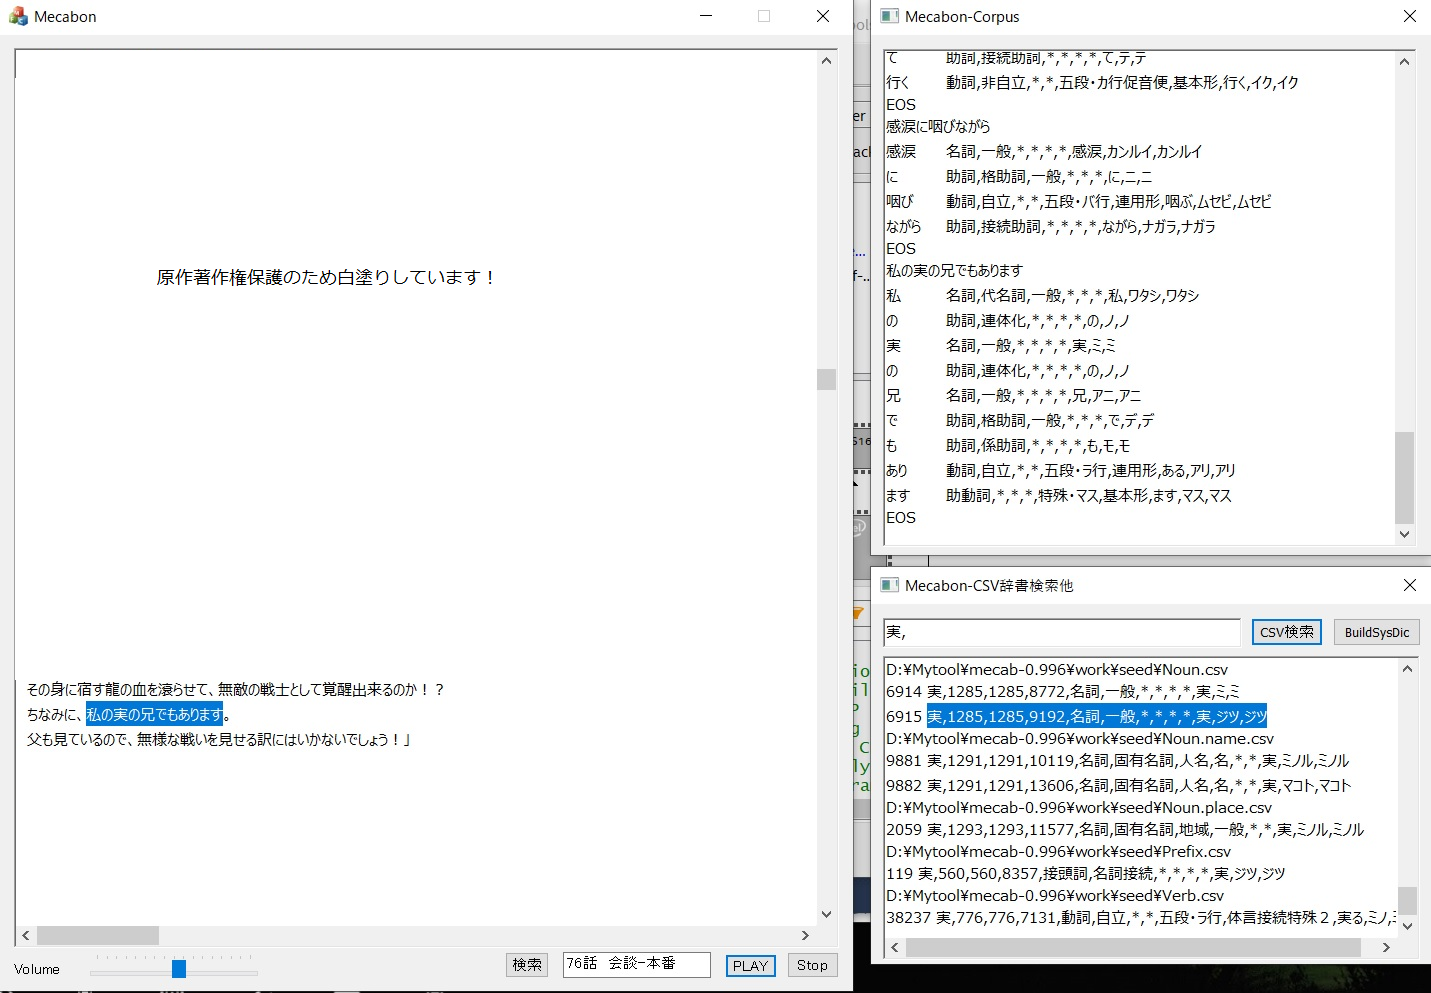 Mecabon
原作著作権保護のため白塗りしています！
その身に宿す龍の血を滾らせて、無敵の戦士として覚醒出来るのか！？
ちなみに、私の実の兄でもあります。
父も見ているので、無様な戦いを見せる訳にはいかないでしょう！」
Volume
検索
76話　会談−本番
PLAY
Stop
Mecabon-Corpus
て 助詞,接続助詞,*,*,*,*,て,テ,テ
行く 動詞,非自立,*,*,五段・カ行促音便,基本形,行く,イク,イク
EOS
感涙に咽びながら
感涙 名詞,一般,*,*,*,*,感涙,カンルイ,カンルイ
に 助詞,格助詞,一般,*,*,*,に,ニ,ニ
咽び 動詞,自立,*,*,五段・バ行,連用形,咽ぶ,ムセビ,ムセビ
ながら 助詞,接続助詞,*,*,*,*,ながら,ナガラ,ナガラ
EOS
私の実の兄でもあります
私 名詞,代名詞,一般,*,*,*,私,ワタシ,ワタシ
の 助詞,連体化,*,*,*,*,の,ノ,ノ
実 名詞,一般,*,*,*,*,実,ミ,ミ
の 助詞,連体化,*,*,*,*,の,ノ,ノ
兄 名詞,一般,*,*,*,*,兄,アニ,アニ
で 助詞,格助詞,一般,*,*,*,で,デ,デ
も 助詞,係助詞,*,*,*,*,も,モ,モ
あり 動詞,自立,*,*,五段・ラ行,連用形,ある,アリ,アリ
ます 助動詞,*,*,*,特殊・マス,基本形,ます,マス,マス
EOS
Mecabon-CSV辞書検索他
実,
CSV検索
BuildSysDic
D:¥Mytool¥mecab-0.996¥work¥seed¥Noun.csv
6914 実,1285,1285,8772,名詞,一般,*,*,*,*,実,ミ,ミ
6915 実,1285,1285,9192,名詞,一般,*,*,*,*,実,ジツ,ジツ
D:¥Mytool¥mecab-0.996¥work¥seed¥Noun.name.csv
9881 実,1291,1291,10119,名詞,固有名詞,人名,名,*,*,実,ミノル,ミノル
9882 実,1291,1291,13606,名詞,固有名詞,人名,名,*,*,実,マコト,マコト
D:¥Mytool¥mecab-0.996¥work¥seed¥Noun.place.csv
2059 実,1293,1293,11577,名詞,固有名詞,地域,一般,*,*,実,ミノル,ミノル
D:¥Mytool¥mecab-0.996¥work¥seed¥Prefix.csv
119 実,560,560,8357,接頭詞,名詞接続,*,*,*,*,実,ジツ,ジツ
D:¥Mytool¥mecab-0.996¥work¥seed¥Verb.csv
38237 実,776,776,7131,動詞,自立,*,*,五段・ラ行,体言接続特殊２,実る,ミノ,ミ